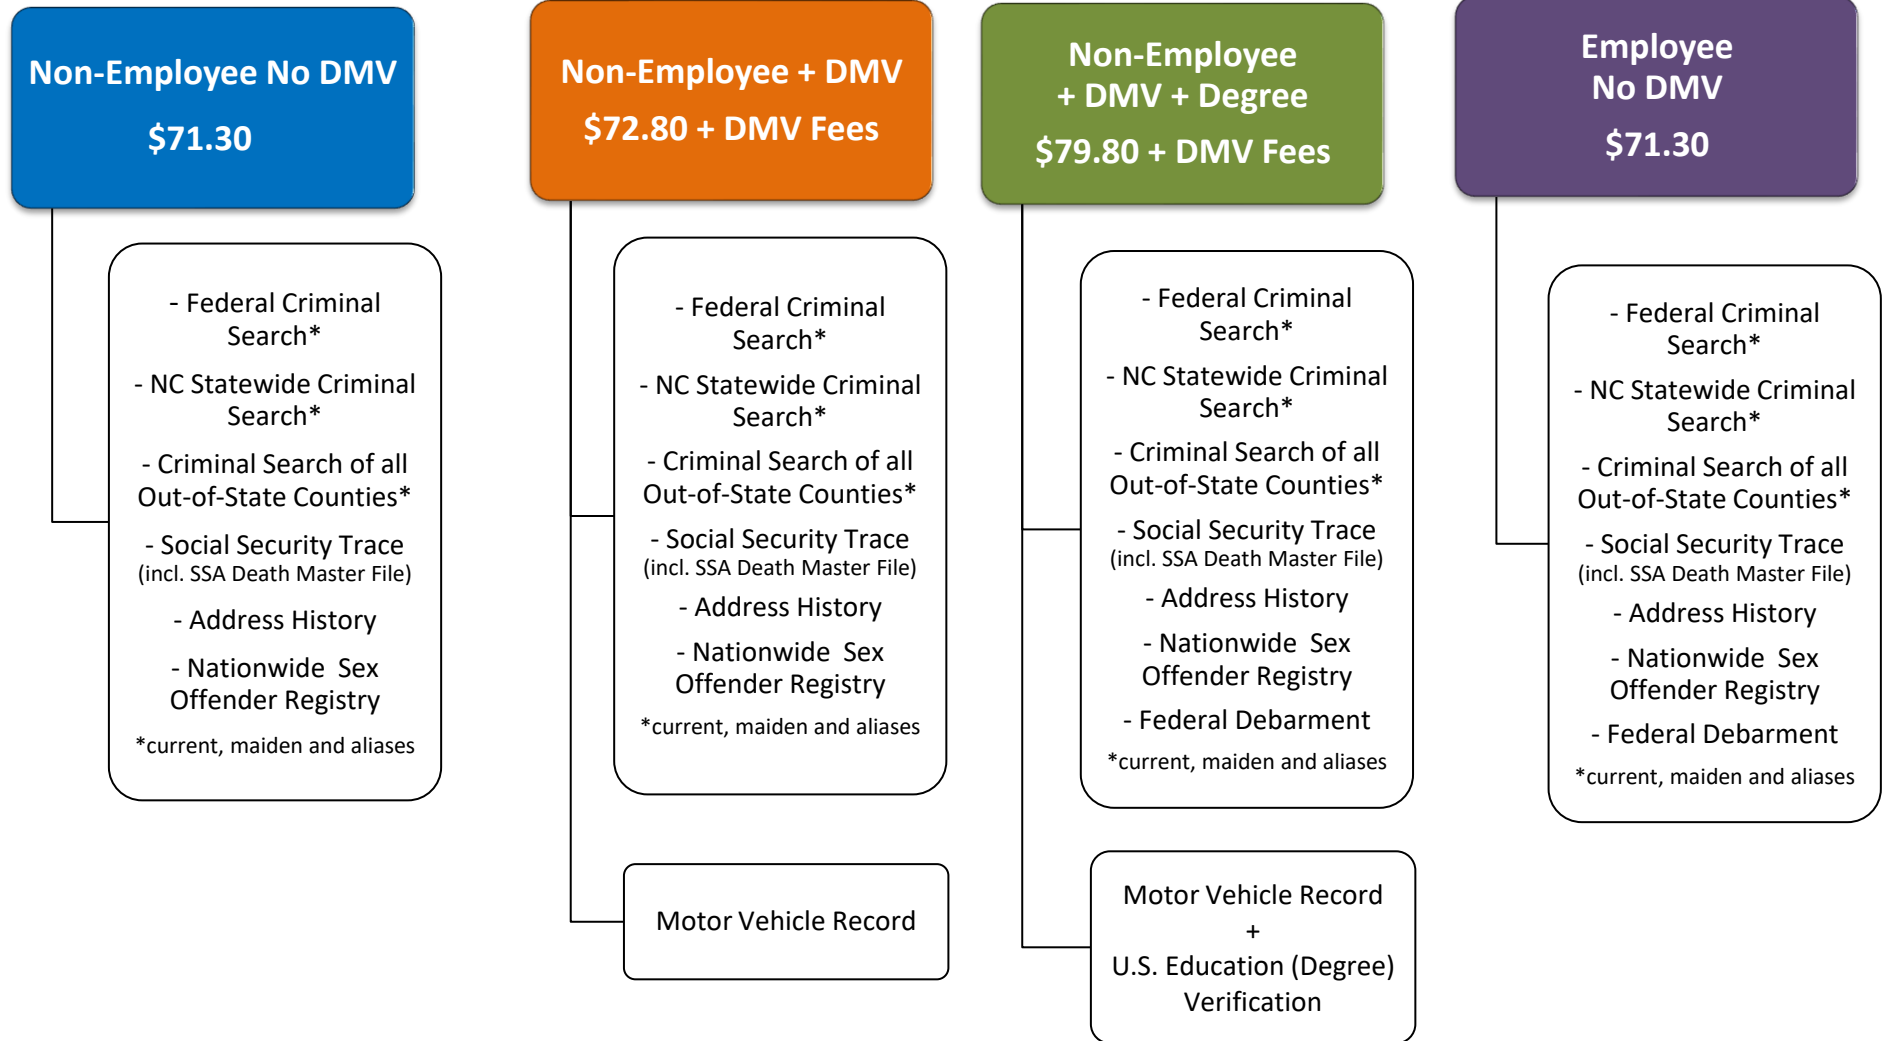 Non-Employee No DMV
$71.30
- Federal Criminal
Search*
- NC Statewide Criminal
Search*
- Criminal Search of all
Out-of-State Counties*
- Social Security Trace
(incl. SSA Death Master File)
- Address History
- Nationwide  Sex
Offender Registry
*current, maiden and aliases
Non-Employee + DMV
$72.80 + DMV Fees
- Federal Criminal
Search*
- NC Statewide Criminal
Search*
- Criminal Search of all
Out-of-State Counties*
- Social Security Trace
(incl. SSA Death Master File)
- Address History
- Nationwide  Sex
Offender Registry
*current, maiden and aliases
Motor Vehicle Record
Non-Employee
+ DMV + Degree
$79.80 + DMV Fees
- Federal Criminal
Search*
- NC Statewide Criminal
Search*
- Criminal Search of all
Out-of-State Counties*
- Social Security Trace
(incl. SSA Death Master File)
- Address History
- Nationwide  Sex
Offender Registry
- Federal Debarment
*current, maiden and aliases
Motor Vehicle Record
+
U.S. Education (Degree)
Verification
Employee
No DMV
$71.30
- Federal Criminal
Search*
- NC Statewide Criminal
Search*
- Criminal Search of all
Out-of-State Counties*
- Social Security Trace
(incl. SSA Death Master File)
- Address History
- Nationwide  Sex
Offender Registry
- Federal Debarment
*current, maiden and aliases